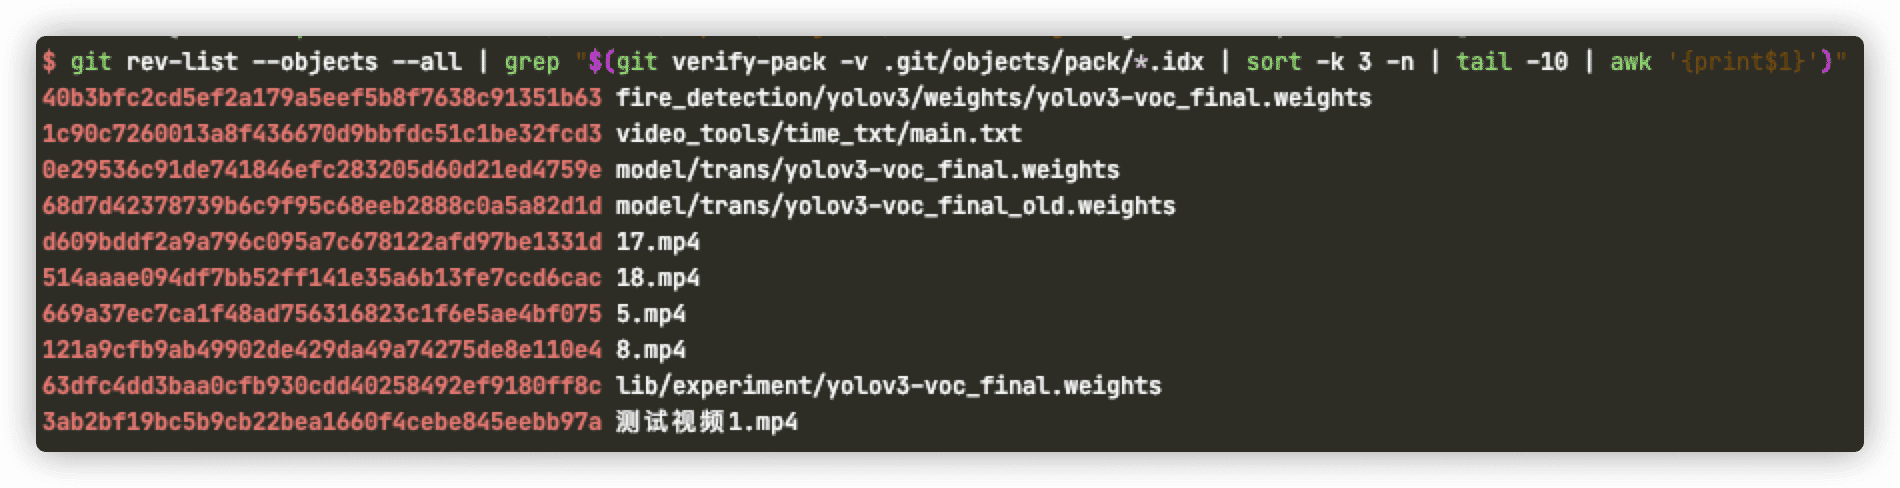 $ git rev-list --objects --all | grep "$(git verify-pack -v .git/objects/pack/*.idx | sort -k 3 -n | tail -10 | awk '{print$1}')"
40b3bfc2cd5ef2a179a5eef5b8f7638c91351b63 fire_detection/yolov3/weights/yolov3-voc_final.weights
1c90c7260013a8f436670d9bbfdc51c1be32fcd3 video_tools/time_txt/main.txt
0e29536c91de741846efc283205d60d21ed4759e model/trans/yolov3-voc_final.weights
68d7d42378739b6c9f95c68eeb2888c0a5a82d1d model/trans/yolov3-voc_final_old.weights
d609bddf2a9a796c095a7c678122afd97be1331d 17.mp4
514aaae094df7bb52ff141e35a6b13fe7ccd6cac 18.mp4
669a37ec7ca1f48ad756316823c1f6e5ae4bf075 5.mp4
121a9cfb9ab49902de429da49a74275de8e110e4 8.mp4
63dfc4dd3baa0cfb930cdd40258492ef9180ff8c lib/experiment/yolov3-voc_final.weights
3ab2bf19bc5b9cb22bea1660f4cebe845eebb97a 测试视频1.mp4